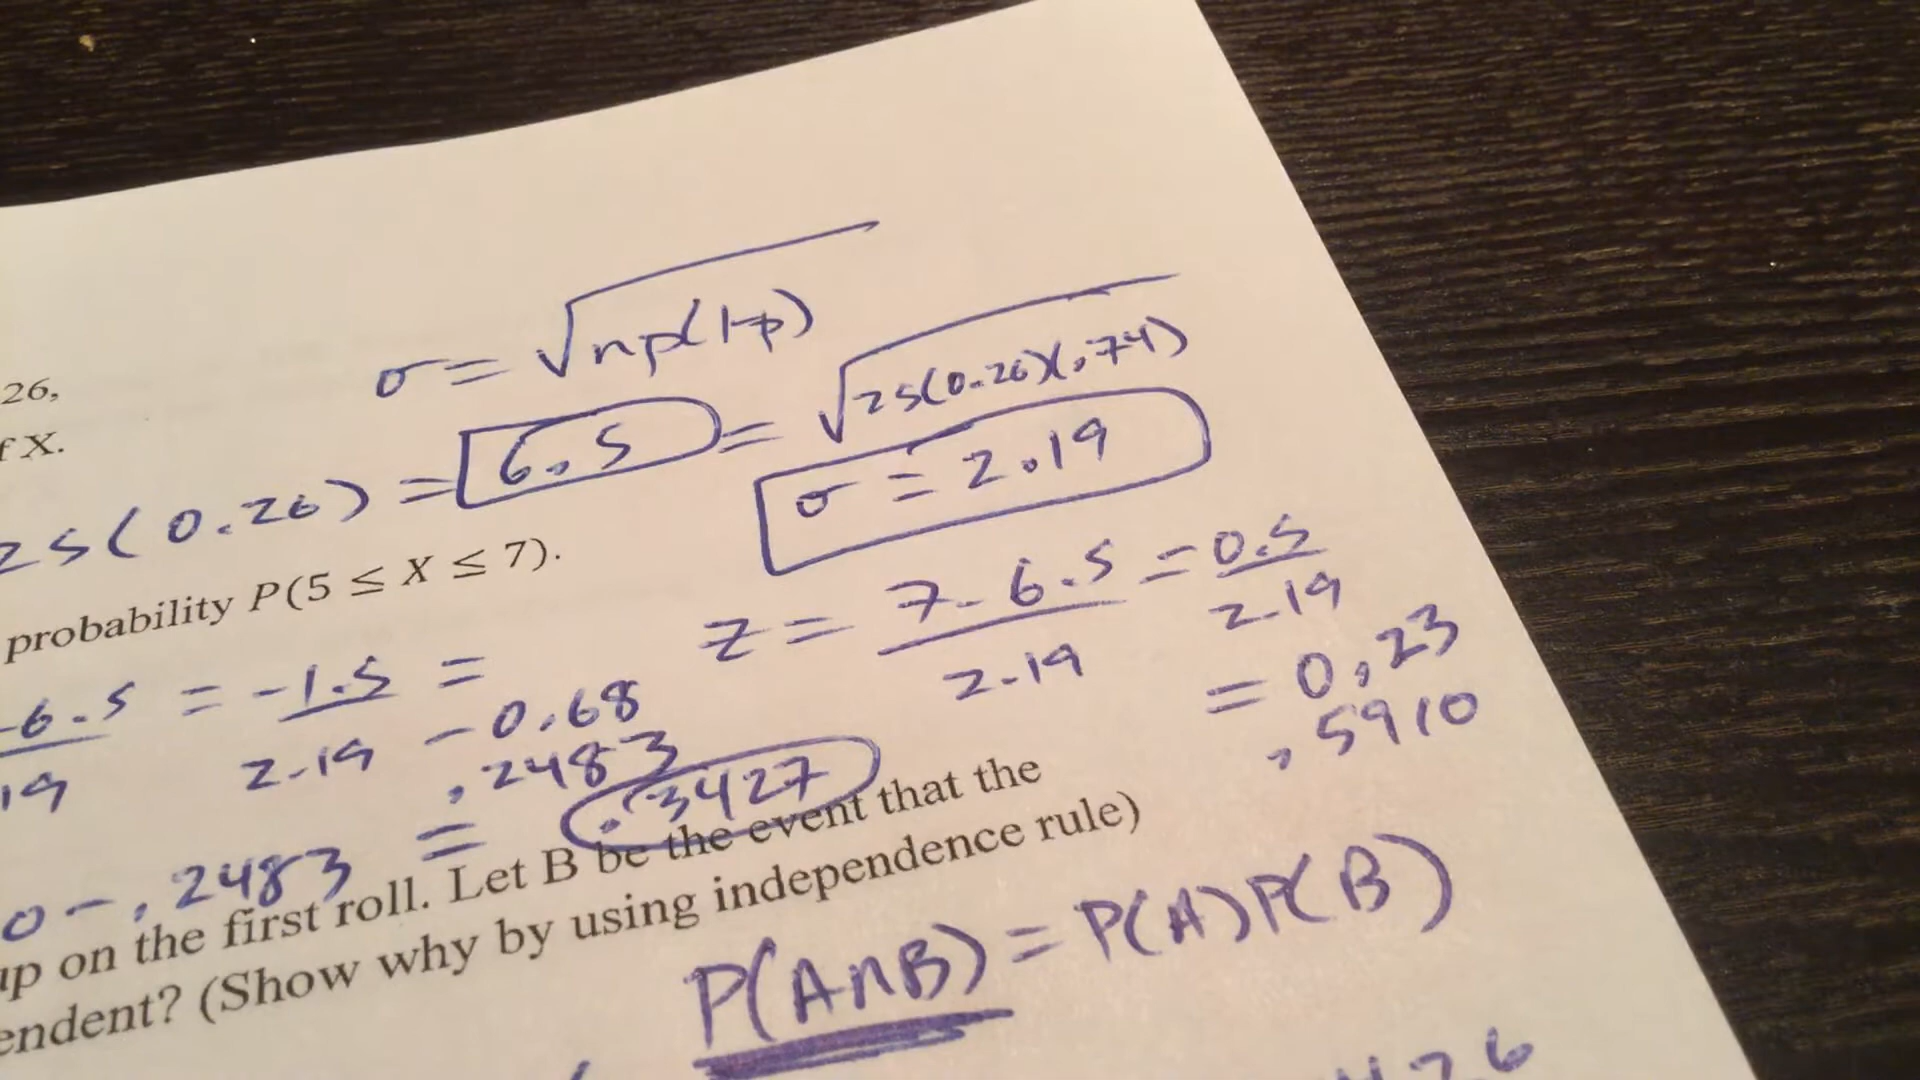 σ = √np(1-p)
26,
f X.
25(0.26) = 6.5 = √25(0.26)(.74)
σ = 2.19
probability P(5 ≤ X ≤ 7).
z = 7-6.5 / 2.19 = 0.5 / 2.19
= 0.23
.5910
-6.5 / 19 = -1.5 / 2.19 =
-0.68
.2483
0 - .2483 = .3427
up on the first roll. Let B be the event that the
endent? (Show why by using independence rule)
P(A∩B) = P(A)P(B)